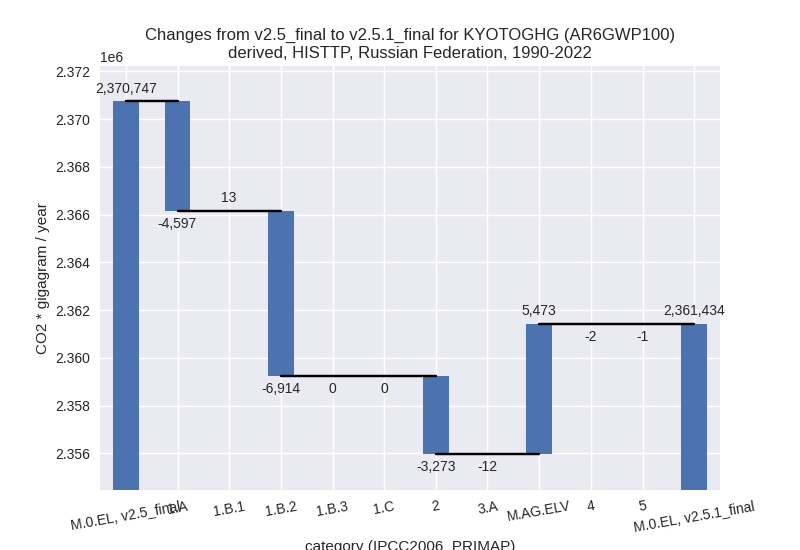 Changes from v2.5_final to v2.5.1_final for KYOTOGHG (AR6GWP100)
derived, HISTTP, Russian Federation, 1990-2022
1e6
2.372
2.370
2.368
2.366
2.364
2.362
2.360
2.358
2.356
CO2 * gigagram / year
2,370,747
-4,597
13
-6,914
0
0
-3,273
-12
5,473
-2
-1
2,361,434
M.0.EL, v2.5_final
1.A
1.B.1
1.B.2
1.B.3
1.C
2
3.A
M.AG.ELV
4
5
M.0.EL, v2.5.1_final
category (IPCC2006_PRIMAP)